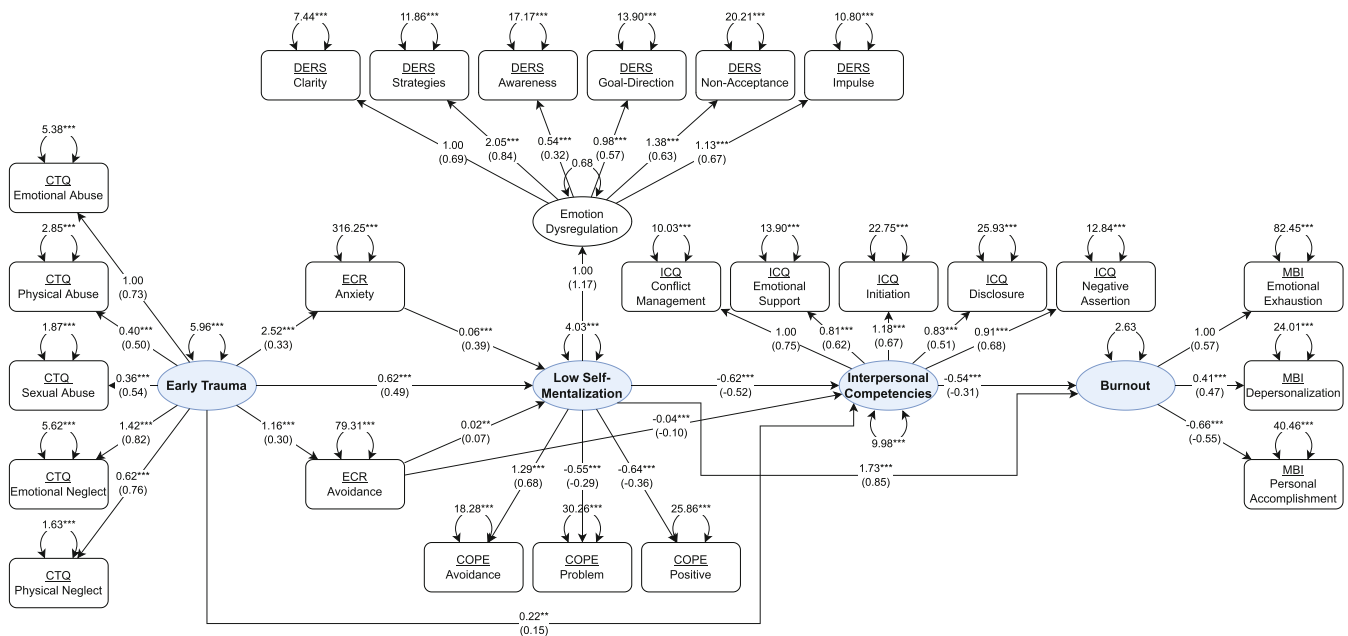 7.44***
11.86***
17.17***
13.90***
20.21***
10.80***
DERS
Clarity
DERS
Strategies
DERS
Awareness
DERS
Goal-Direction
DERS
Non-Acceptance
DERS
Impulse
1.00
(0.69)
2.05***
(0.84)
0.54***
(0.32)
0.98***
(0.57)
1.38***
(0.63)
1.13***
(0.67)
0.68
Emotion
Dysregulation
1.00
(1.17)
5.38***
CTQ
Emotional Abuse
2.85***
CTQ
Physical Abuse
1.87***
CTQ
Sexual Abuse
5.62***
CTQ
Emotional Neglect
1.63***
CTQ
Physical Neglect
1.00
(0.73)
0.40***
(0.50)
0.36***
(0.54)
1.42***
(0.82)
0.62***
(0.76)
5.96***
Early Trauma
2.52***
(0.33)
1.16***
(0.30)
316.25***
ECR
Anxiety
79.31***
ECR
Avoidance
0.06***
(0.39)
0.62***
(0.49)
0.02**
(0.07)
4.03***
Low Self-
Mentalization
1.29***
(0.68)
-0.55***
(-0.29)
-0.64***
(-0.36)
18.28***
30.26***
25.86***
COPE
Avoidance
COPE
Problem
COPE
Positive
-0.62***
(-0.52)
-0.04***
(-0.10)
0.22**
(0.15)
1.73***
(0.85)
10.03***
13.90***
22.75***
25.93***
12.84***
ICQ
Conflict
Management
ICQ
Emotional
Support
ICQ
Initiation
ICQ
Disclosure
ICQ
Negative
Assertion
1.00
(0.75)
0.81***
(0.62)
1.18***
(0.67)
0.83***
(0.51)
0.91***
(0.68)
Interpersonal
Competencies
9.98***
-0.54***
(-0.31)
2.63
Burnout
1.00
(0.57)
0.41***
(0.47)
-0.66***
(-0.55)
82.45***
MBI
Emotional
Exhaustion
24.01***
MBI
Depersonalization
40.46***
MBI
Personal
Accomplishment